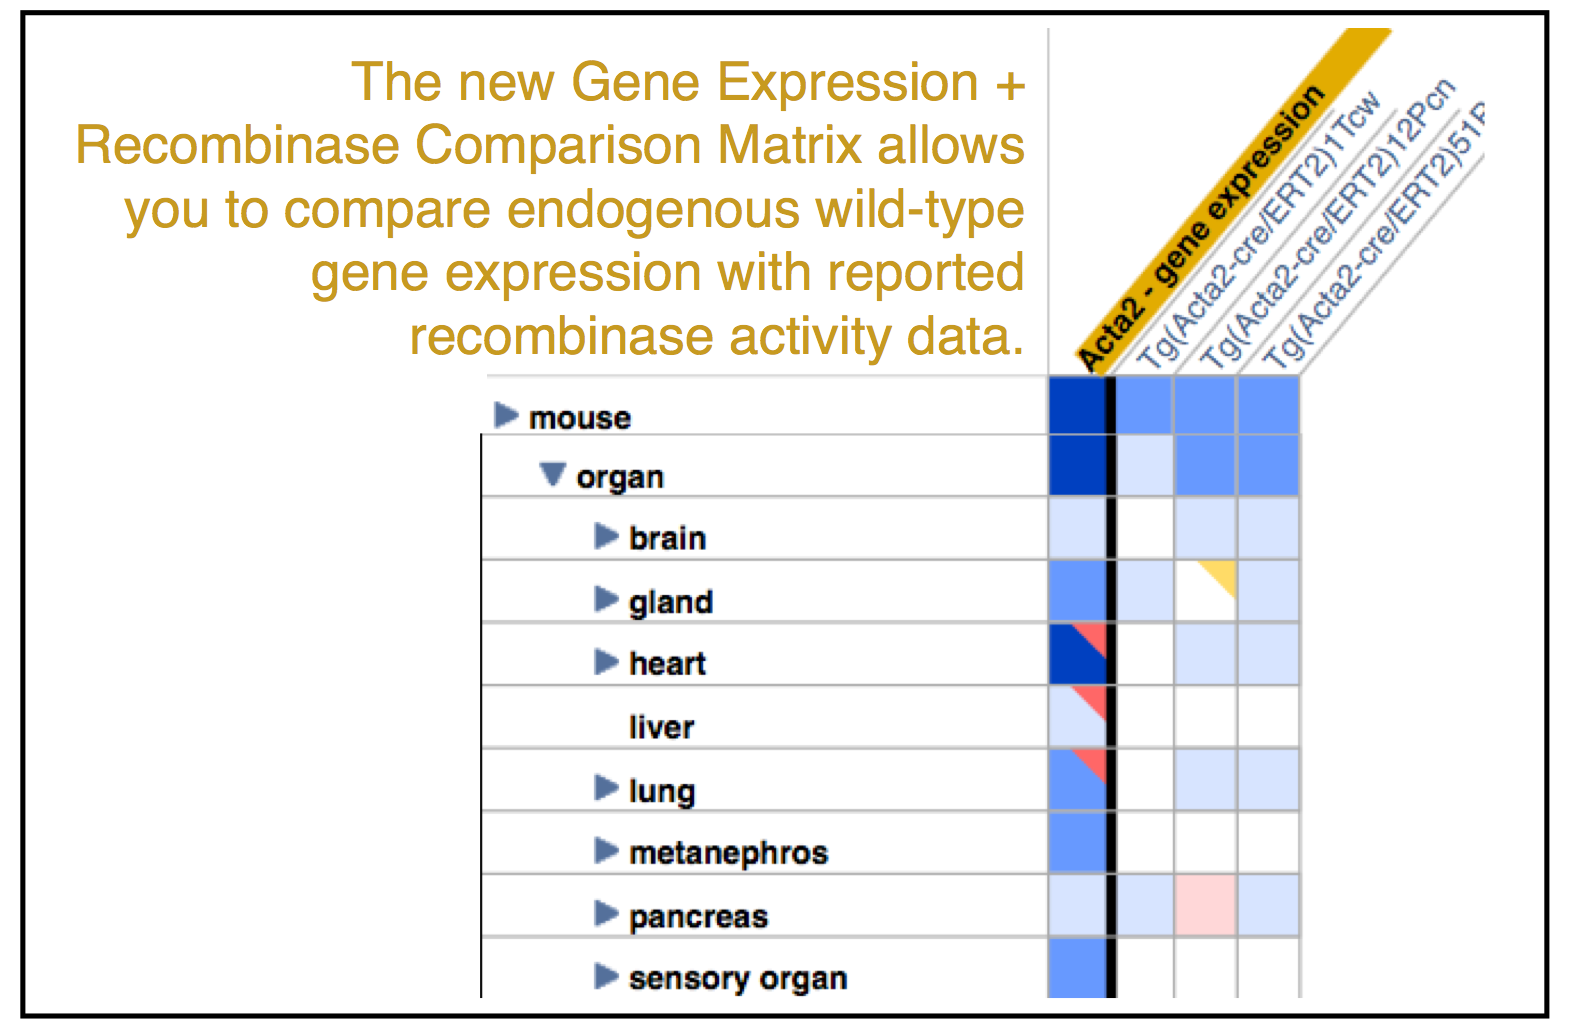 The new Gene Expression +
Recombinase Comparison Matrix allows
you to compare endogenous wild-type
gene expression with reported
recombinase activity data.
Acta2 - gene expression
Tg(Acta2-cre/ERT2)1Tcw
Tg(Acta2-cre/ERT2)12Pcn
Tg(Acta2-cre/ERT2)51
mouse
organ
brain
gland
heart
liver
lung
metanephros
pancreas
sensory organ